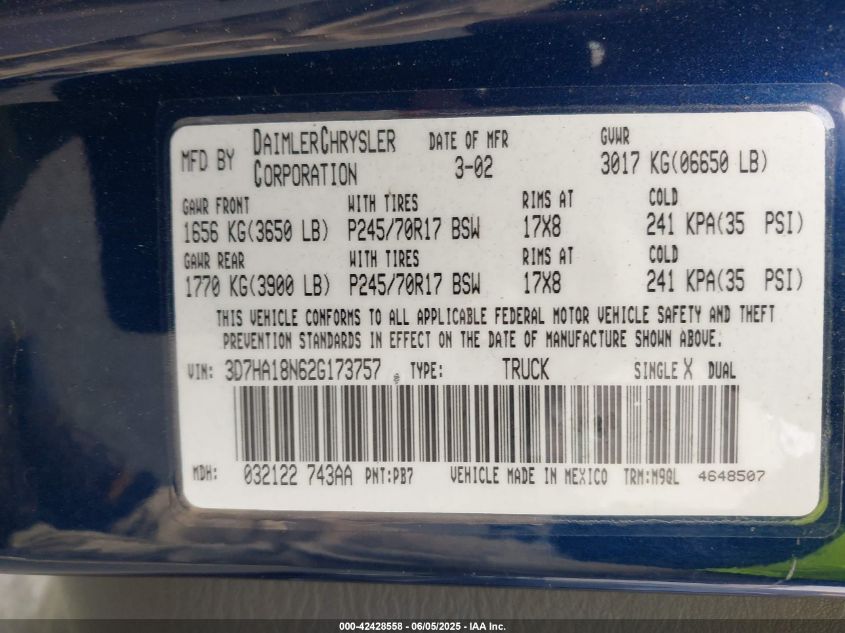 MFD BY DAIMLERCHRYSLER CORPORATION DATE OF MFR 3-02 GVWR 3017 KG(06650 LB)
GAWR FRONT WITH TIRES RIMS AT COLD
1656 KG(3650 LB) P245/70R17 BSW 17X8 241 KPA(35 PSI)
GAWR REAR WITH TIRES RIMS AT COLD
1770 KG(3900 LB) P245/70R17 BSW 17X8 241 KPA(35 PSI)
THIS VEHICLE CONFORMS TO ALL APPLICABLE FEDERAL MOTOR VEHICLE SAFETY AND THEFT
PREVENTION STANDARDS IN EFFECT ON THE DATE OF MANUFACTURE SHOWN ABOVE.
VIN: 3D7HA18N62G173757 TYPE: TRUCK SINGLE X DUAL
MDH: 032122 743AA PNT:PB7 VEHICLE MADE IN MEXICO TRM:M9QL 4648507
000-42428558 - 06/05/2025 - IAA Inc.